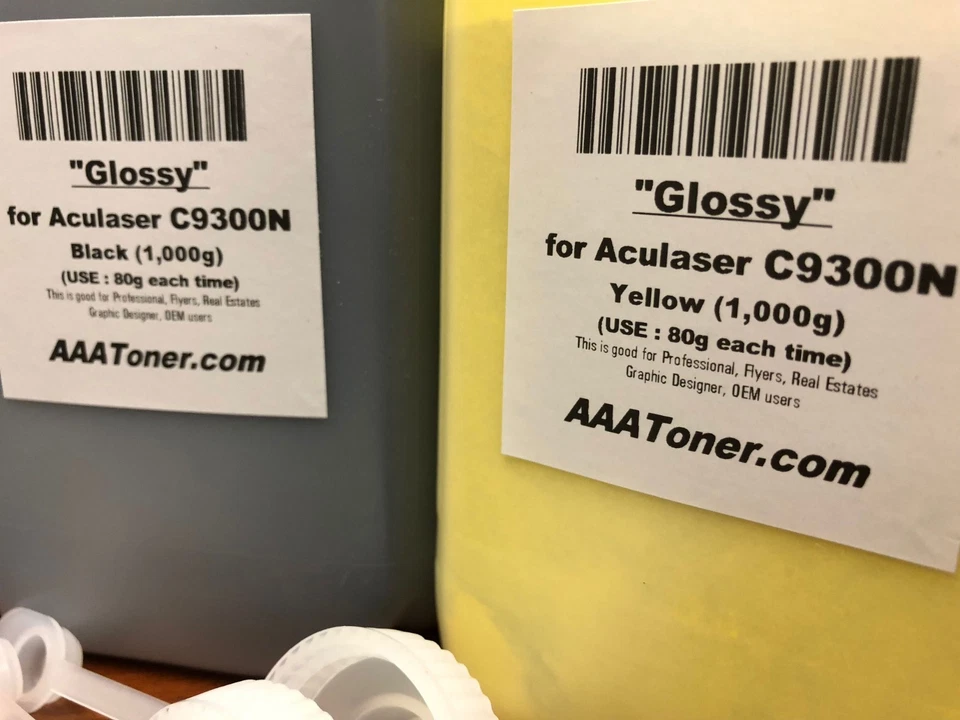 "Glossy"
for Aculaser C9300N
Black (1,000g)
(USE : 80g each time)
This is good for Professional, Flyers, Real Estates
Graphic Designer, OEM users
AAAToner.com
"Glossy"
for Aculaser C9300N
Yellow (1,000g)
(USE : 80g each time)
This is good for Professional, Flyers, Real Estates
Graphic Designer, OEM users
AAAToner.com